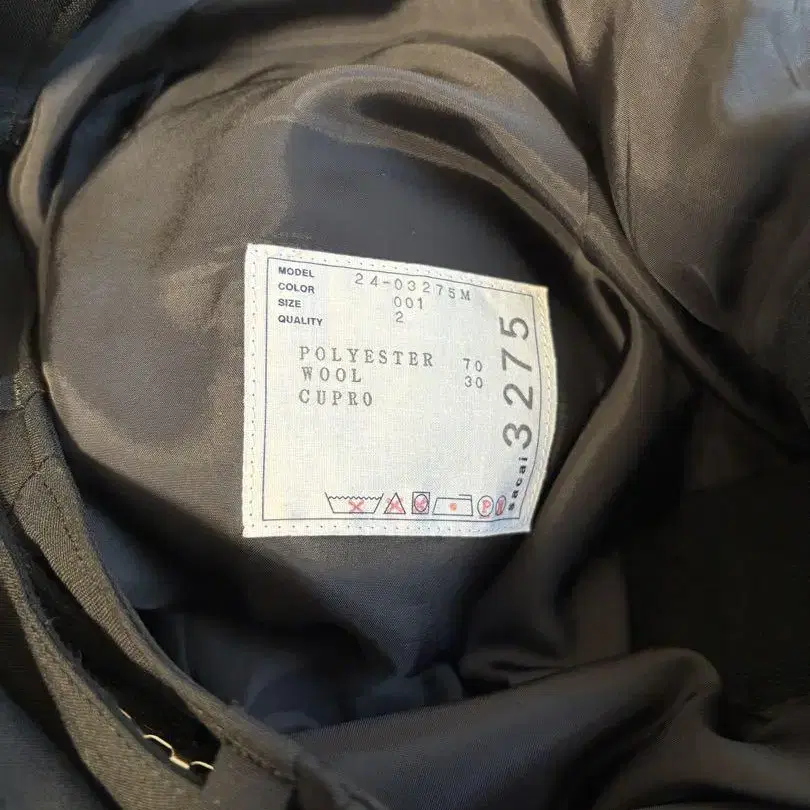 MODEL 24-03275M
COLOR 001
SIZE 2
QUALITY
POLYESTER 70
WOOL 30
CUPRO
P
sacai 3275